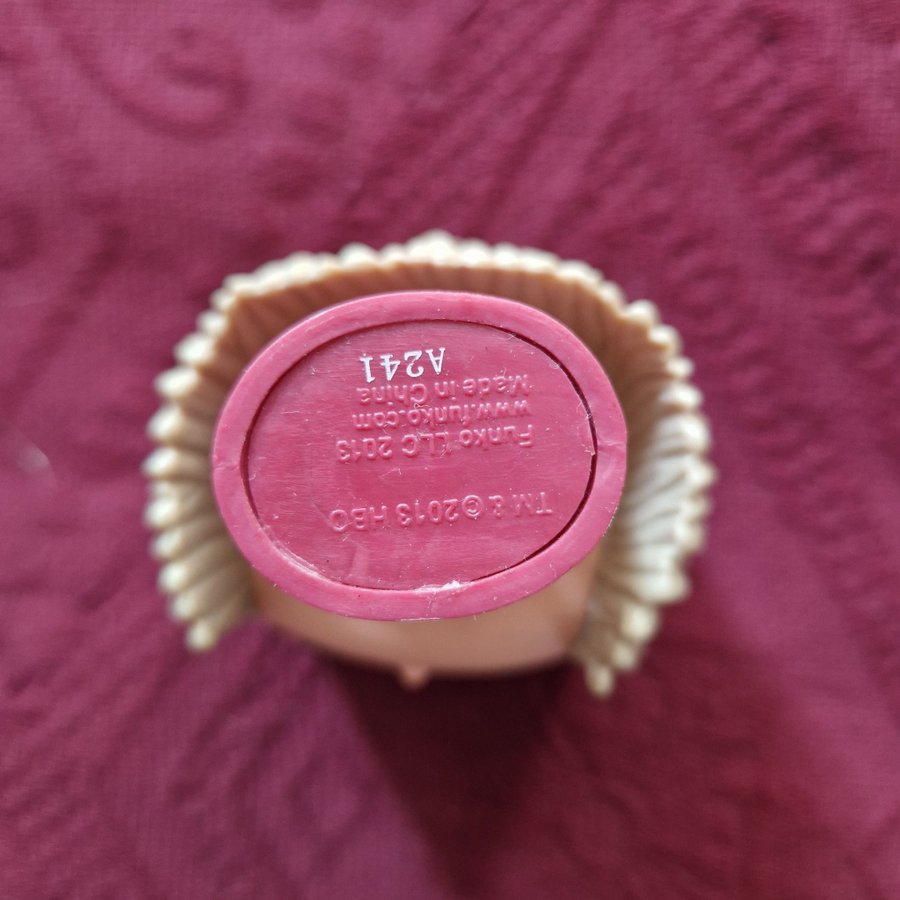 TM & ©2013 HBO
Funko LLC 2013
www.funko.com
Made in China
A241